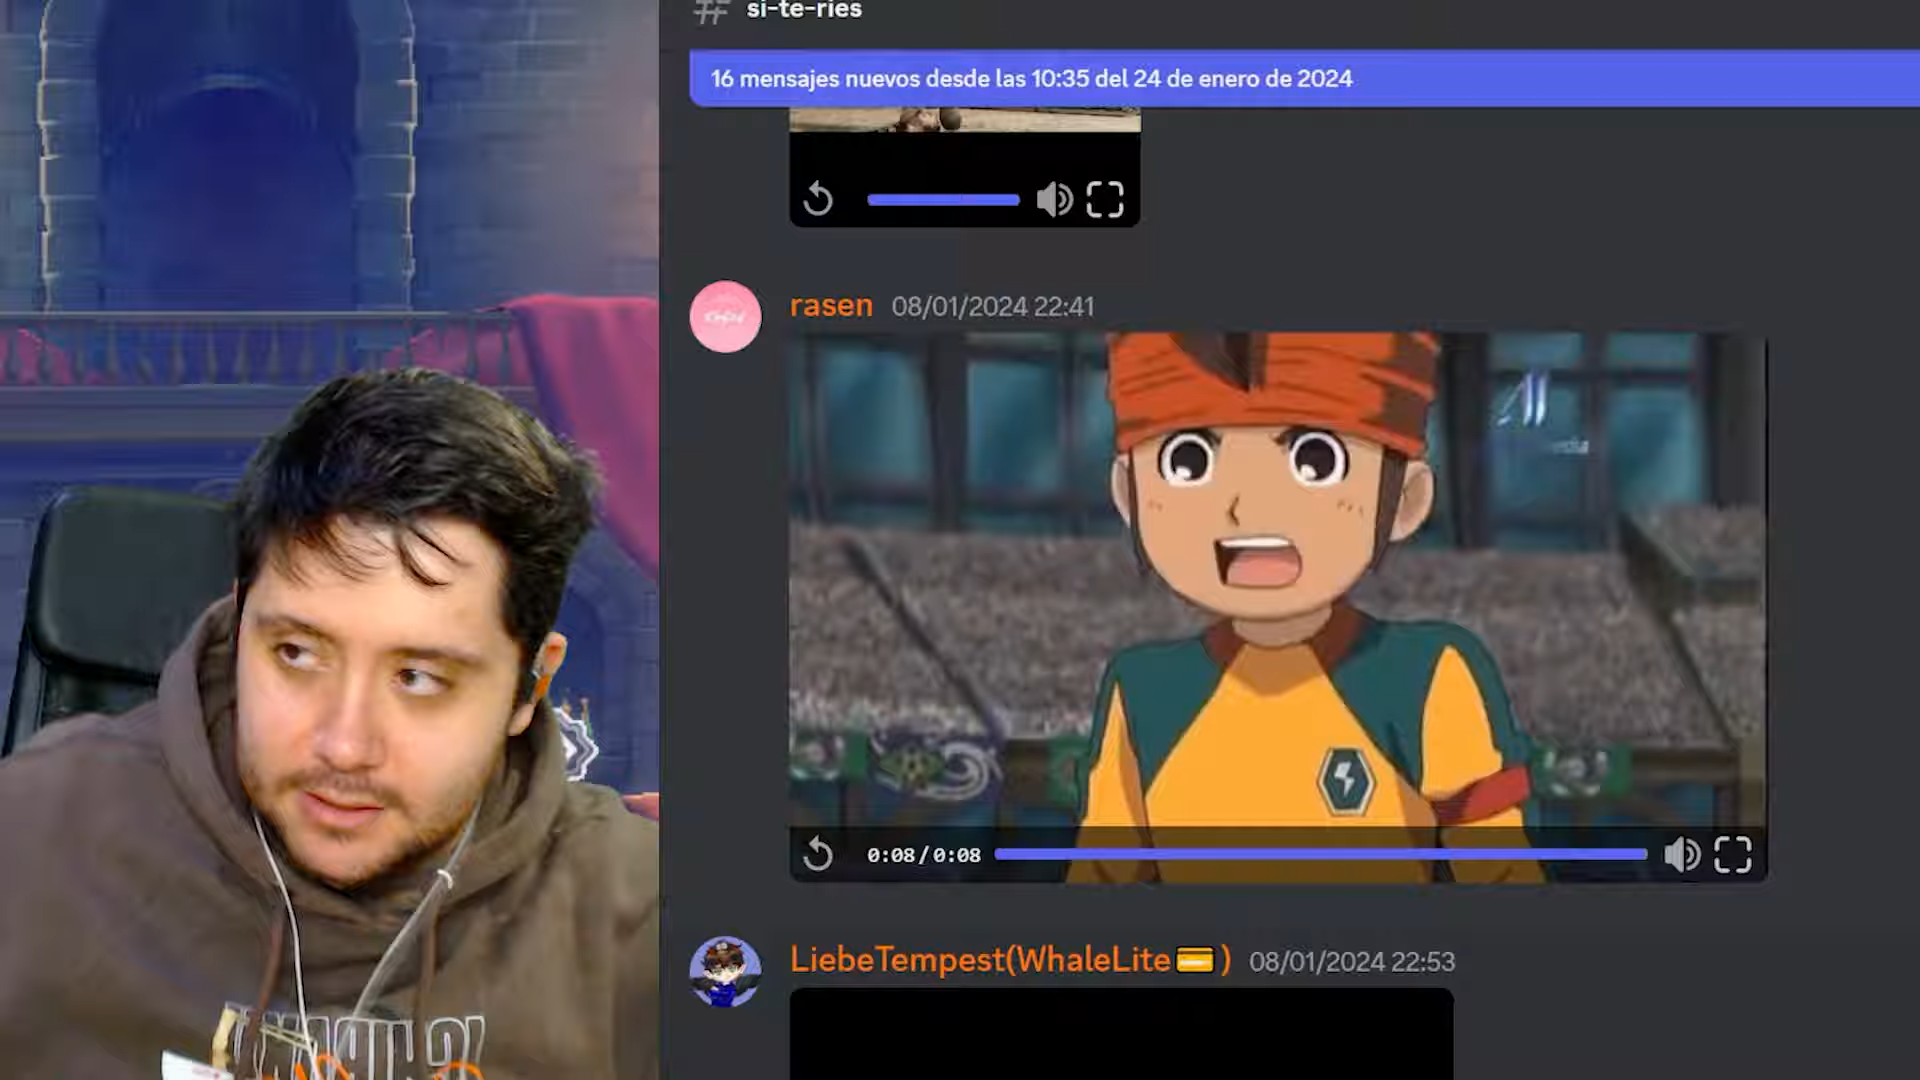 # si-te-ries
16 mensajes nuevos desde las 10:35 del 24 de enero de 2024
rasen 08/01/2024 22:41
0:08/0:08
LiebeTempest(WhaleLite💳) 08/01/2024 22:53